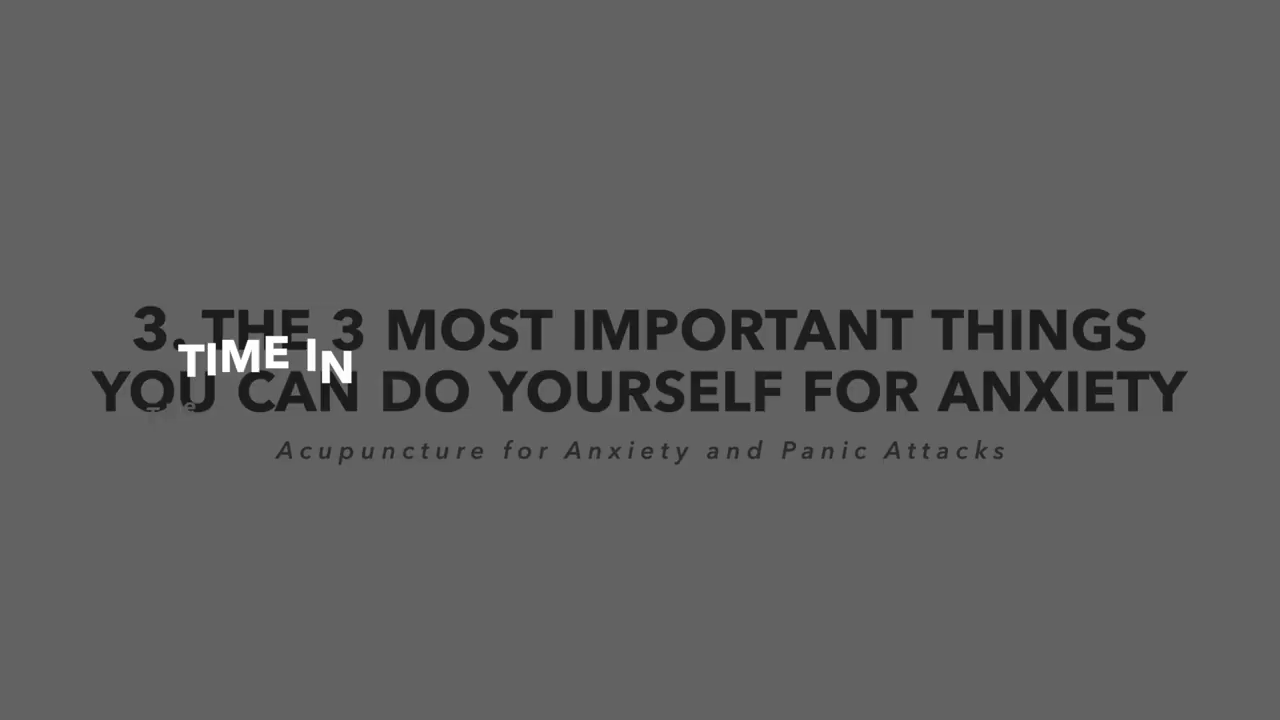 3. THE 3 MOST IMPORTANT THINGS
TIME IN
YOU CAN DO YOURSELF FOR ANXIETY
Acupuncture for Anxiety and Panic Attacks